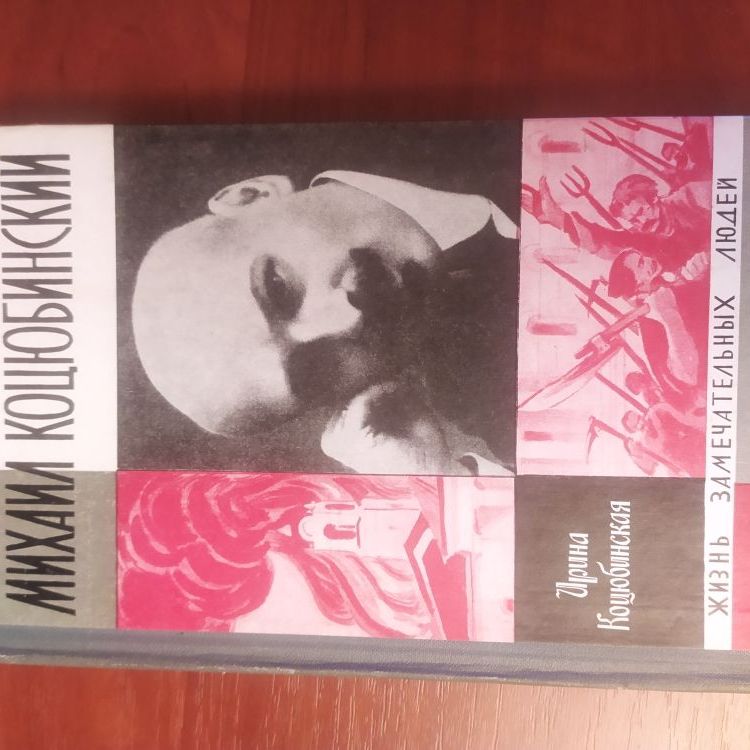 МИХАИЛ КОЦЮБИНСКИЙ
Ирина
Коцюбинская
ЖИЗНЬ ЗАМЕЧАТЕЛЬНЫХ ЛЮДЕЙ